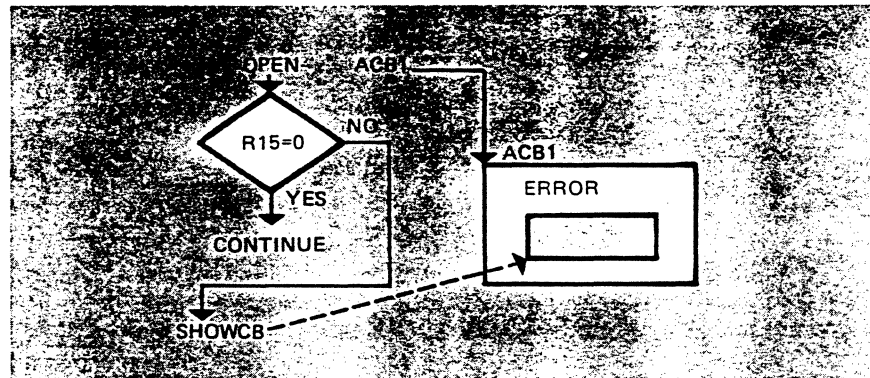 OPEN ACB1
R15=0
NO
YES
CONTINUE
ACB1
ERROR
SHOWCB